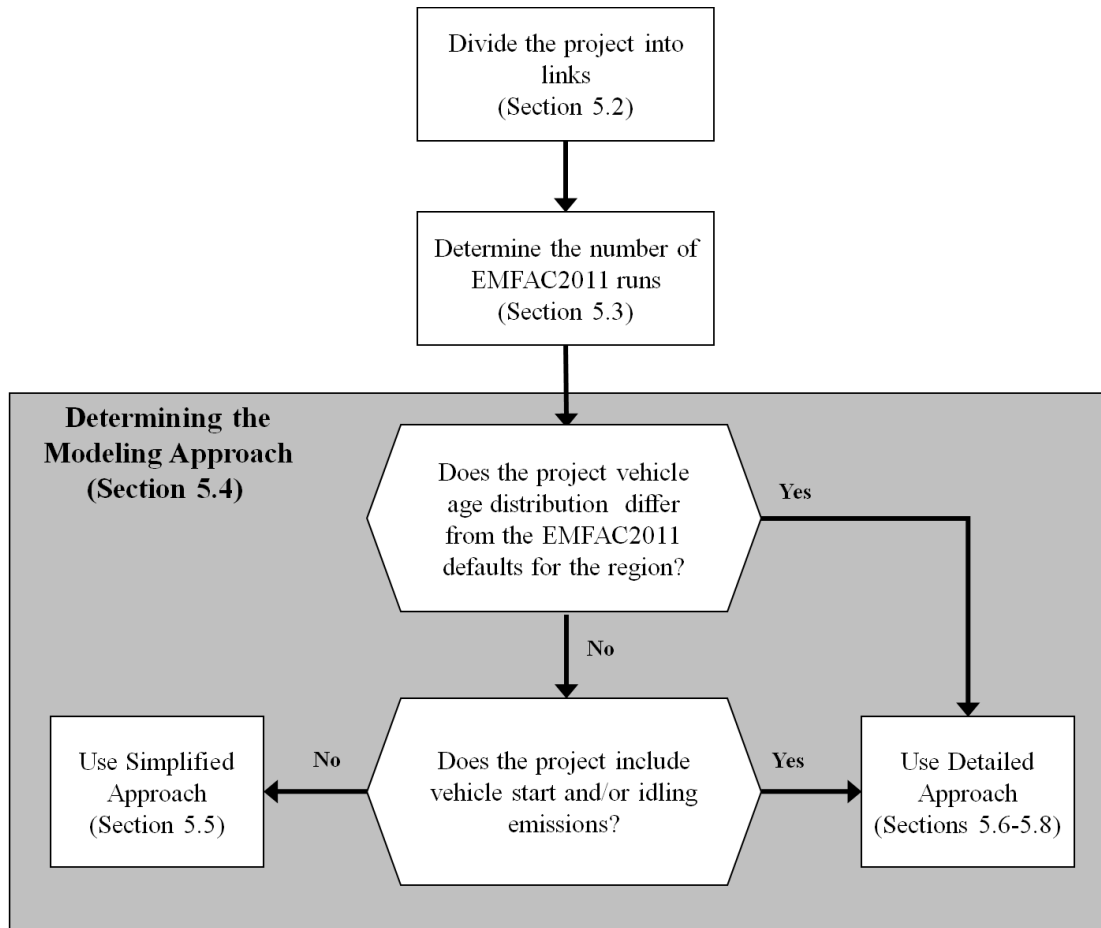 Divide the project into
links
(Section 5.2)
Determine the number of
EMFAC2011 runs
(Section 5.3)
Determining the
Modeling Approach
(Section 5.4)
Does the project vehicle
age distribution differ
from the EMFAC2011
defaults for the region?
Yes
No
Use Simplified
Approach
(Section 5.5)
No
Does the project include
vehicle start and/or idling
emissions?
Yes
Use Detailed
Approach
(Sections 5.6-5.8)